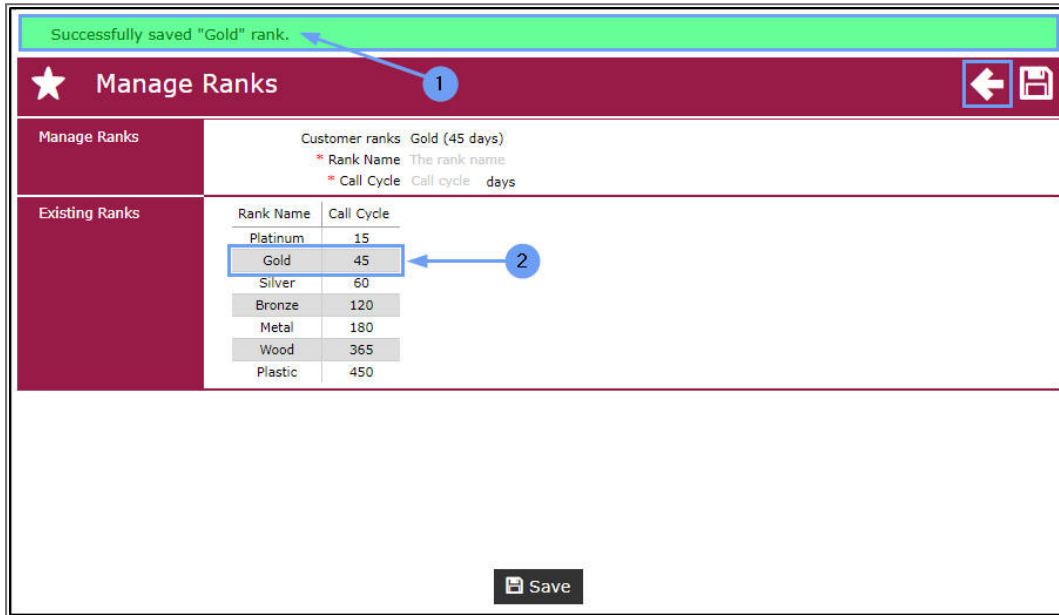 Successfully saved "Gold" rank.
1
Manage Ranks
Manage Ranks
Customer ranks Gold (45 days)
* Rank Name The rank name
* Call Cycle Call cycle days
Existing Ranks
Rank Name Call Cycle
Platinum 15
Gold 45
2
Silver 60
Bronze 120
Metal 180
Wood 365
Plastic 450
Save